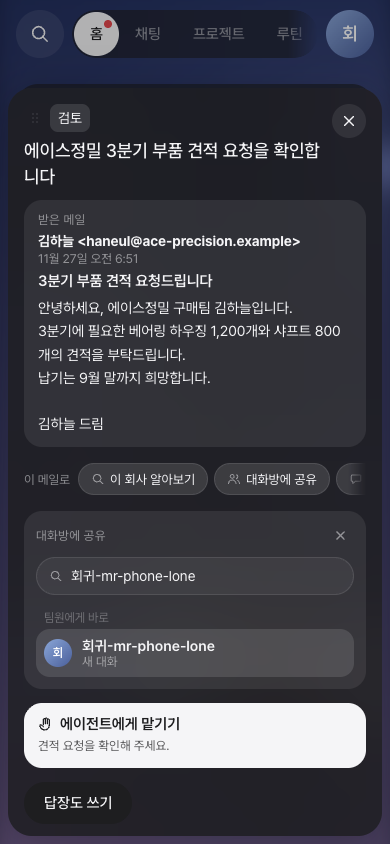 홈
채팅
프로젝트
루틴
회
검토
에이스정밀 3분기 부품 견적 요청을 확인합
니다
받은 메일
김하늘 <haneul@ace-precision.example>
11월 27일 오전 6:51
3분기 부품 견적 요청드립니다
안녕하세요, 에이스정밀 구매팀 김하늘입니다.
3분기에 필요한 베어링 하우징 1,200개와 샤프트 800
개의 견적을 부탁드립니다.
납기는 9월 말까지 희망합니다.
김하늘 드림
이 메일로
이 회사 알아보기
대화방에 공유
대화방에 공유
회귀-mr-phone-lone
팀원에게 바로
회
회귀-mr-phone-lone
새 대화
에이전트에게 맡기기
견적 요청을 확인해 주세요.
답장도 쓰기